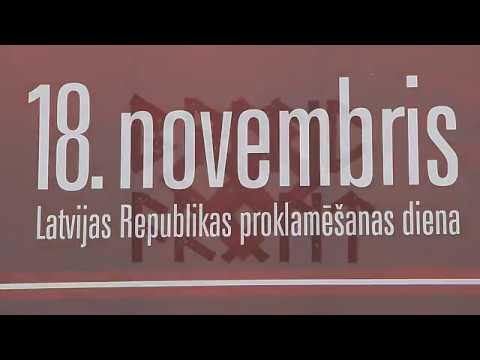 18. novembris
Latvijas Republikas proklamēšanas diena